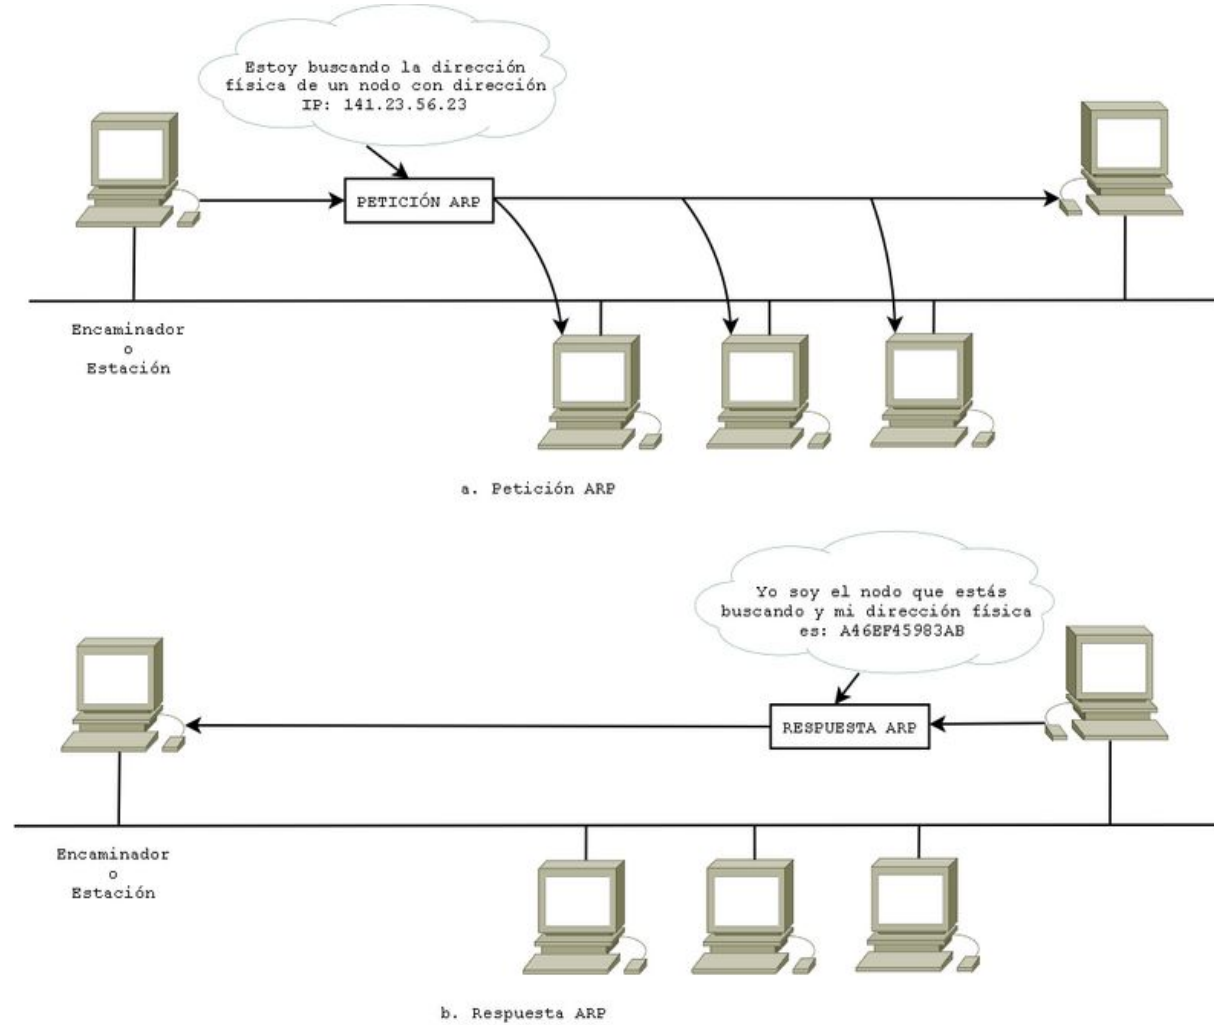 Estoy buscando la dirección
física de un nodo con dirección
IP: 141.23.56.23
PETICIÓN ARP
Encaminador
o
Estación
a. Petición ARP
Yo soy el nodo que estás
buscando y mi dirección física
es: A46EF45983AB
RESPUESTA ARP
Encaminador
o
Estación
b. Respuesta ARP